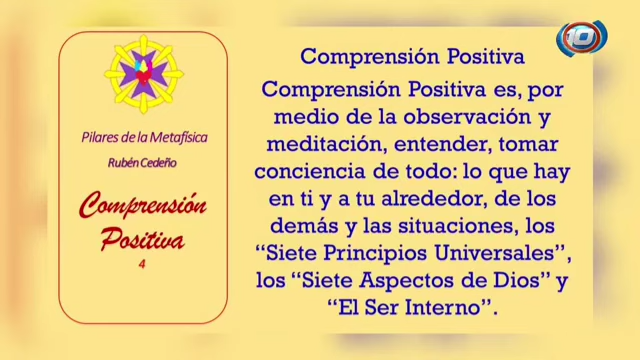 Pilares de la Metafísica
Rubén Cedeño
Comprensión
Positiva
4
Comprensión Positiva
Comprensión Positiva es, por
medio de la observación y
meditación, entender, tomar
conciencia de todo: lo que hay
en ti y a tu alrededor, de los
demás y las situaciones, los
“Siete Principios Universales”,
los “Siete Aspectos de Dios” y
“El Ser Interno”.
10